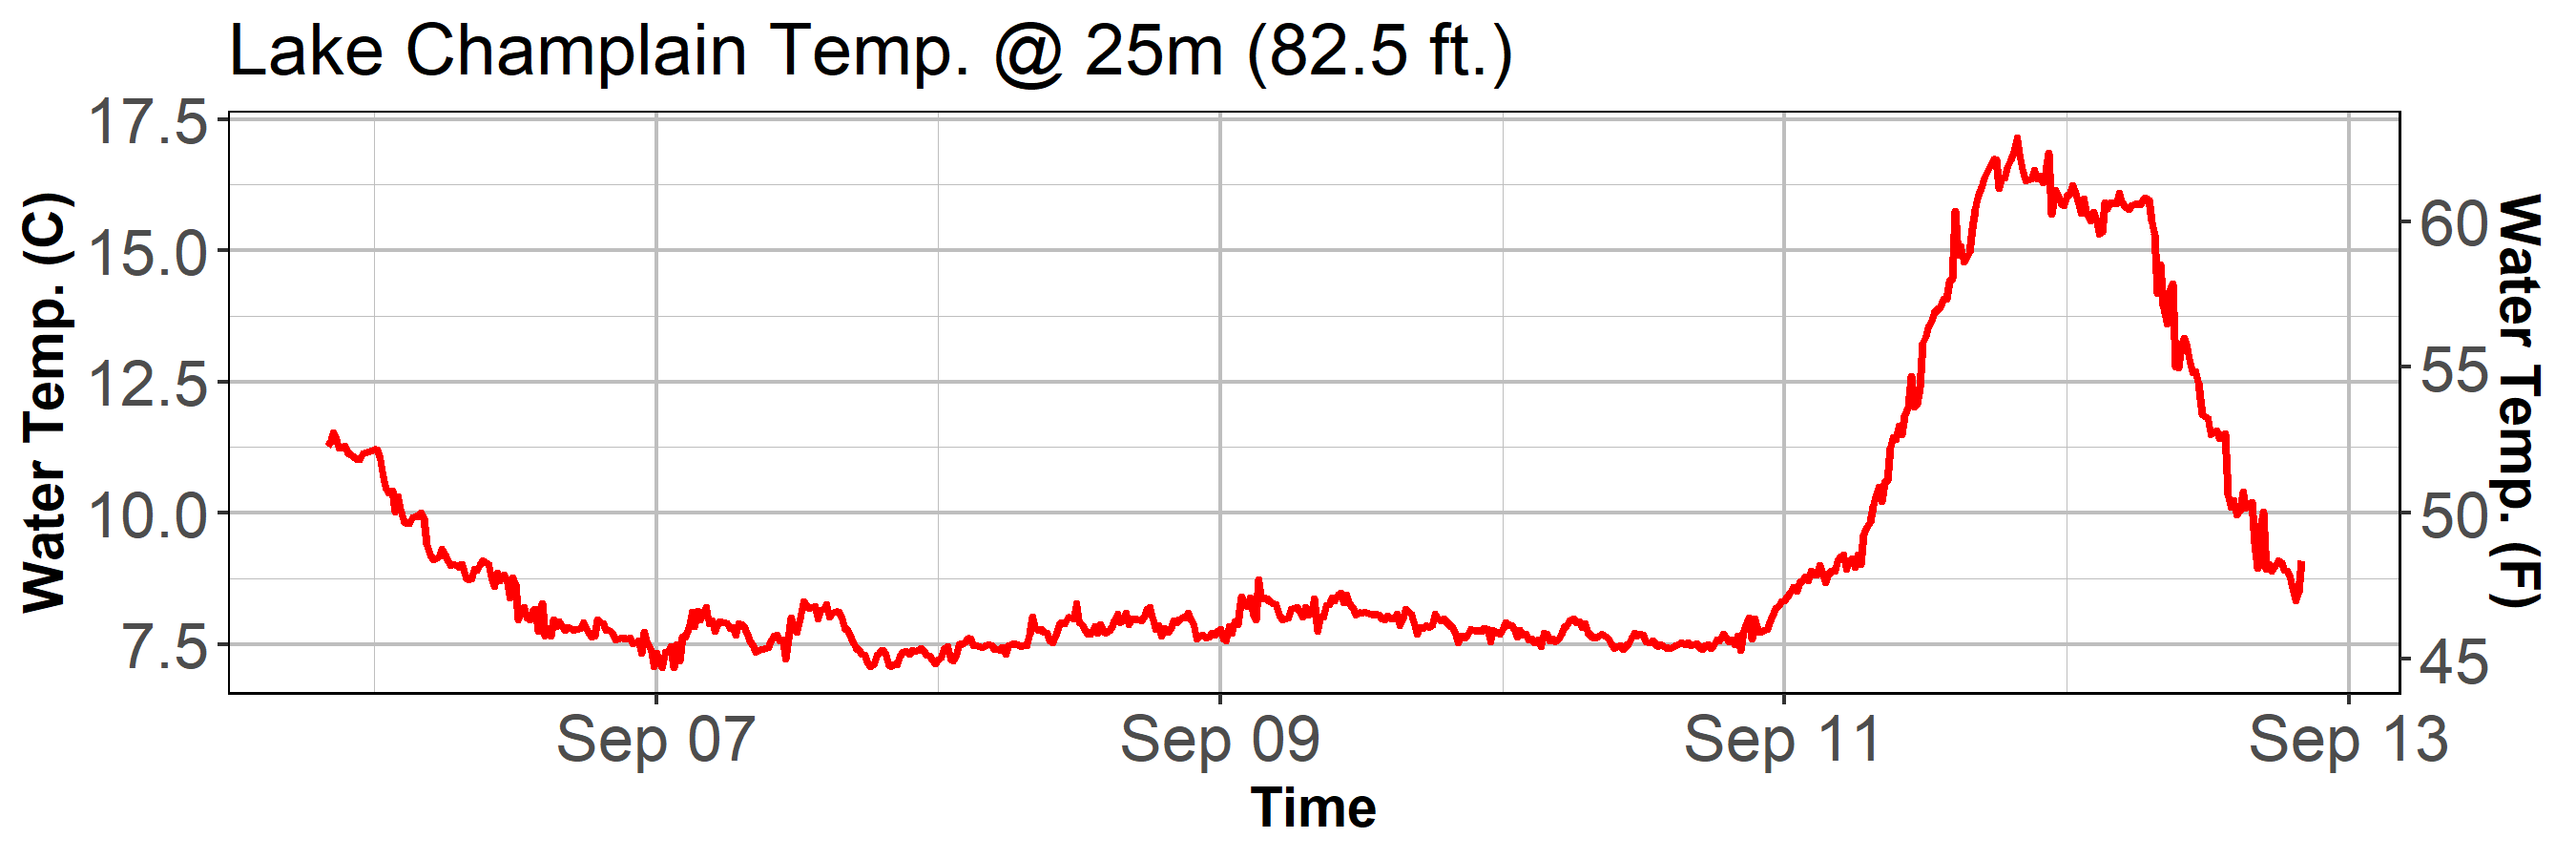 Lake Champlain Temp. @ 25m (82.5 ft.)
Water Temp. (C)
17.5
15.0
12.5
10.0
7.5
60
55
50
45
Water Temp. (F)
Sep 07 Sep 09 Sep 11 Sep 13
Time